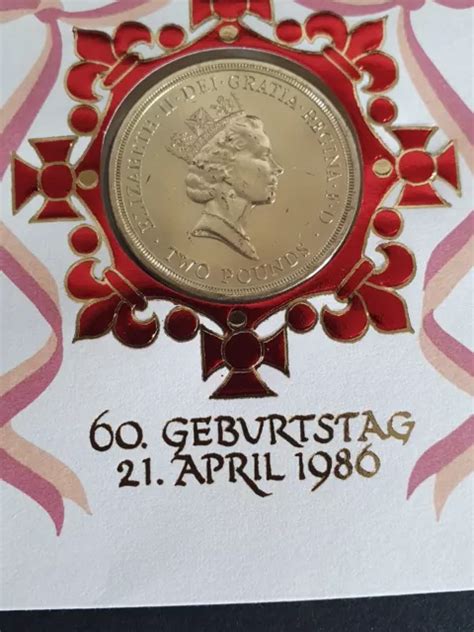 ELIZABETH · II · DEI · GRATIA · REGINA · F · D ·
TWO POUNDS
60. GEBURTSTAG
21. APRIL 1986